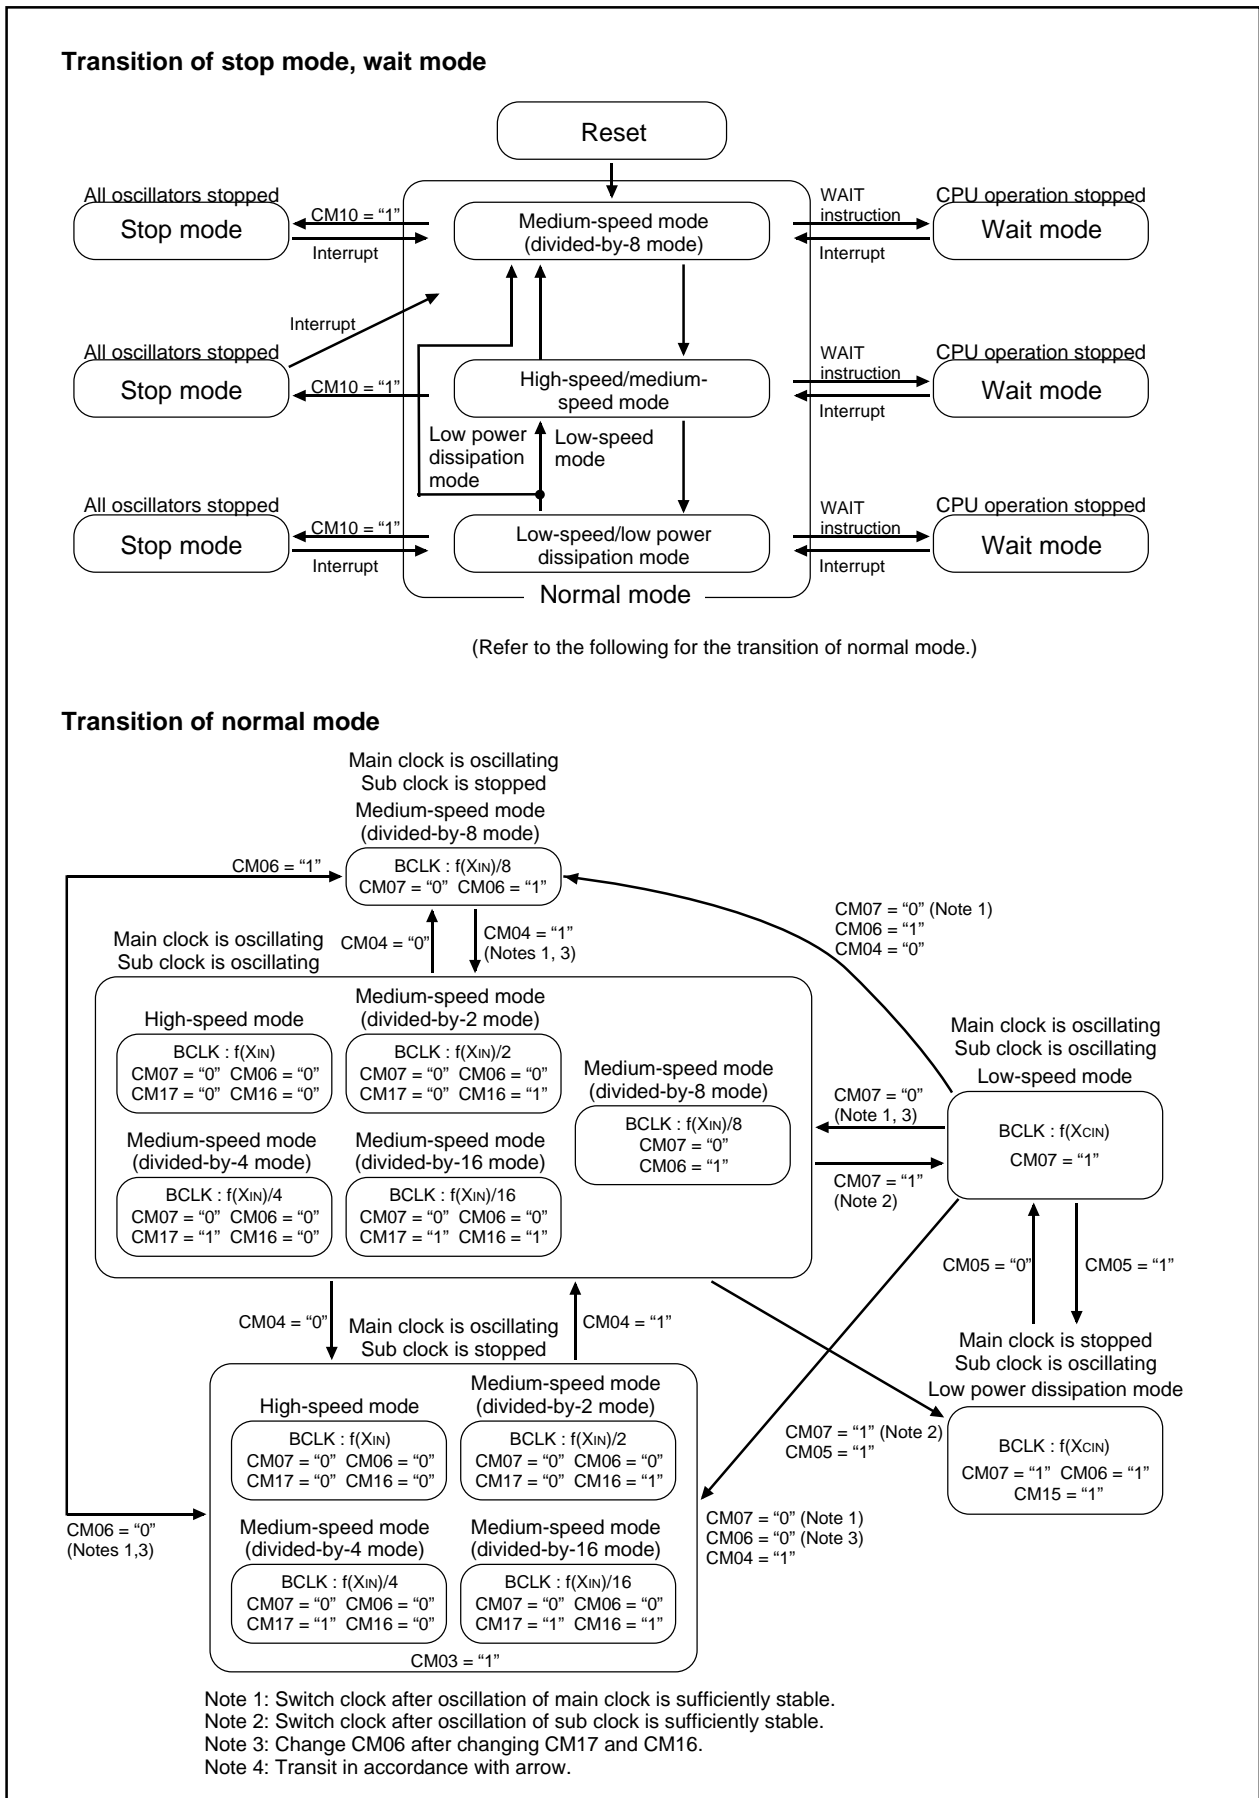 Transition of stop mode, wait mode
Reset
All oscillators stopped
Stop mode
CM10 = “1”
Interrupt
Medium-speed mode
(divided-by-8 mode)
WAIT
instruction
Interrupt
CPU operation stopped
Wait mode
Interrupt
All oscillators stopped
Stop mode
CM10 = “1”
High-speed/medium-
speed mode
WAIT
instruction
Interrupt
CPU operation stopped
Wait mode
Low power
dissipation
mode
Low-speed
mode
All oscillators stopped
Stop mode
CM10 = “1”
Interrupt
Low-speed/low power
dissipation mode
WAIT
instruction
Interrupt
CPU operation stopped
Wait mode
Normal mode
(Refer to the following for the transition of normal mode.)
Transition of normal mode
Main clock is oscillating
Sub clock is stopped
Medium-speed mode
(divided-by-8 mode)
CM06 = “1”
BCLK : f(XIN)/8
CM07 = “0” CM06 = “1”
CM07 = “0” (Note 1)
CM06 = “1”
CM04 = “0”
Main clock is oscillating
Sub clock is oscillating
CM04 = “0”
CM04 = “1”
(Notes 1, 3)
High-speed mode
BCLK : f(XIN)
CM07 = “0” CM06 = “0”
CM17 = “0” CM16 = “0”
Medium-speed mode
(divided-by-2 mode)
BCLK : f(XIN)/2
CM07 = “0” CM06 = “0”
CM17 = “0” CM16 = “1”
Medium-speed mode
(divided-by-8 mode)
BCLK : f(XIN)/8
CM07 = “0”
CM06 = “1”
Medium-speed mode
(divided-by-4 mode)
BCLK : f(XIN)/4
CM07 = “0” CM06 = “0”
CM17 = “1” CM16 = “0”
Medium-speed mode
(divided-by-16 mode)
BCLK : f(XIN)/16
CM07 = “0” CM06 = “0”
CM17 = “1” CM16 = “1”
CM07 = “0”
(Note 1, 3)
CM07 = “1”
(Note 2)
Main clock is oscillating
Sub clock is oscillating
Low-speed mode
BCLK : f(XCIN)
CM07 = “1”
CM05 = “0”
CM05 = “1”
CM04 = “0”
Main clock is oscillating
Sub clock is stopped
CM04 = “1”
Main clock is stopped
Sub clock is oscillating
Low power dissipation mode
BCLK : f(XCIN)
CM07 = “1” CM06 = “1”
CM15 = “1”
CM07 = “1” (Note 2)
CM05 = “1”
High-speed mode
BCLK : f(XIN)
CM07 = “0” CM06 = “0”
CM17 = “0” CM16 = “0”
Medium-speed mode
(divided-by-2 mode)
BCLK : f(XIN)/2
CM07 = “0” CM06 = “0”
CM17 = “0” CM16 = “1”
CM06 = “0”
(Notes 1,3)
Medium-speed mode
(divided-by-4 mode)
BCLK : f(XIN)/4
CM07 = “0” CM06 = “0”
CM17 = “1” CM16 = “0”
Medium-speed mode
(divided-by-16 mode)
BCLK : f(XIN)/16
CM07 = “0” CM06 = “0”
CM17 = “1” CM16 = “1”
CM07 = “0” (Note 1)
CM06 = “0” (Note 3)
CM04 = “1”
CM03 = “1”
Note 1: Switch clock after oscillation of main clock is sufficiently stable.
Note 2: Switch clock after oscillation of sub clock is sufficiently stable.
Note 3: Change CM06 after changing CM17 and CM16.
Note 4: Transit in accordance with arrow.